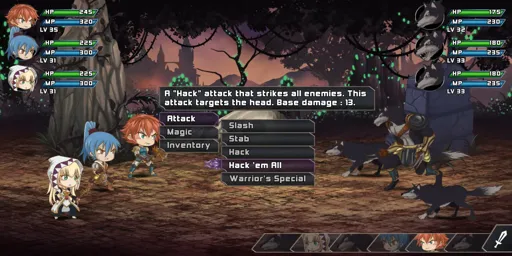 HP 245
MP 320
LV 35
HP 225
MP 300
LV 31
HP 225
MP 300
LV 31
HP 175
MP 230
LV 32
HP 180
MP 235
LV 33
HP 180
MP 235
LV 33
A "Hack" attack that strikes all enemies. This
attack targets the head. Base damage : 13.
Attack
Magic
Inventory
Slash
Stab
Hack
Hack 'em All
Warrior's Special